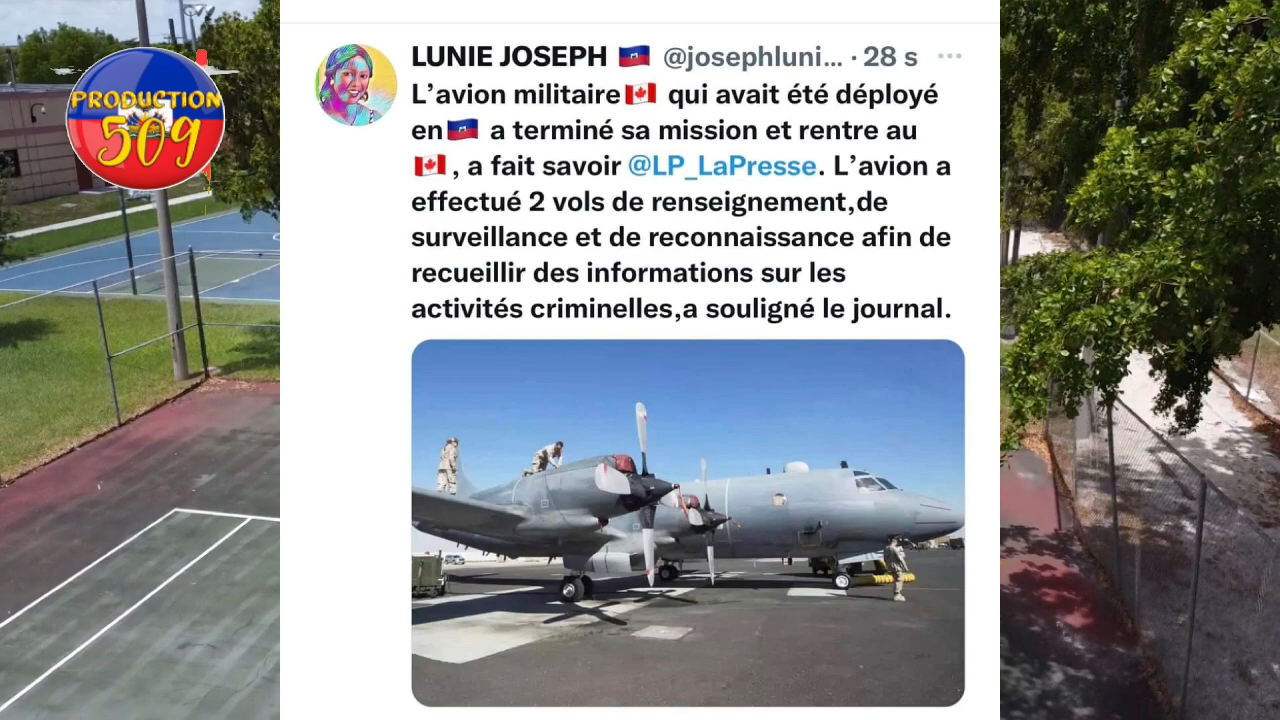 PRODUCTION
509
LUNIE JOSEPH 🇭🇹 @josephluni... · 28 s
L’avion militaire🇨🇦 qui avait été déployé
en🇭🇹 a terminé sa mission et rentre au
🇨🇦, a fait savoir @LP_LaPresse. L’avion a
effectué 2 vols de renseignement,de
surveillance et de reconnaissance afin de
recueillir des informations sur les
activités criminelles,a souligné le journal.